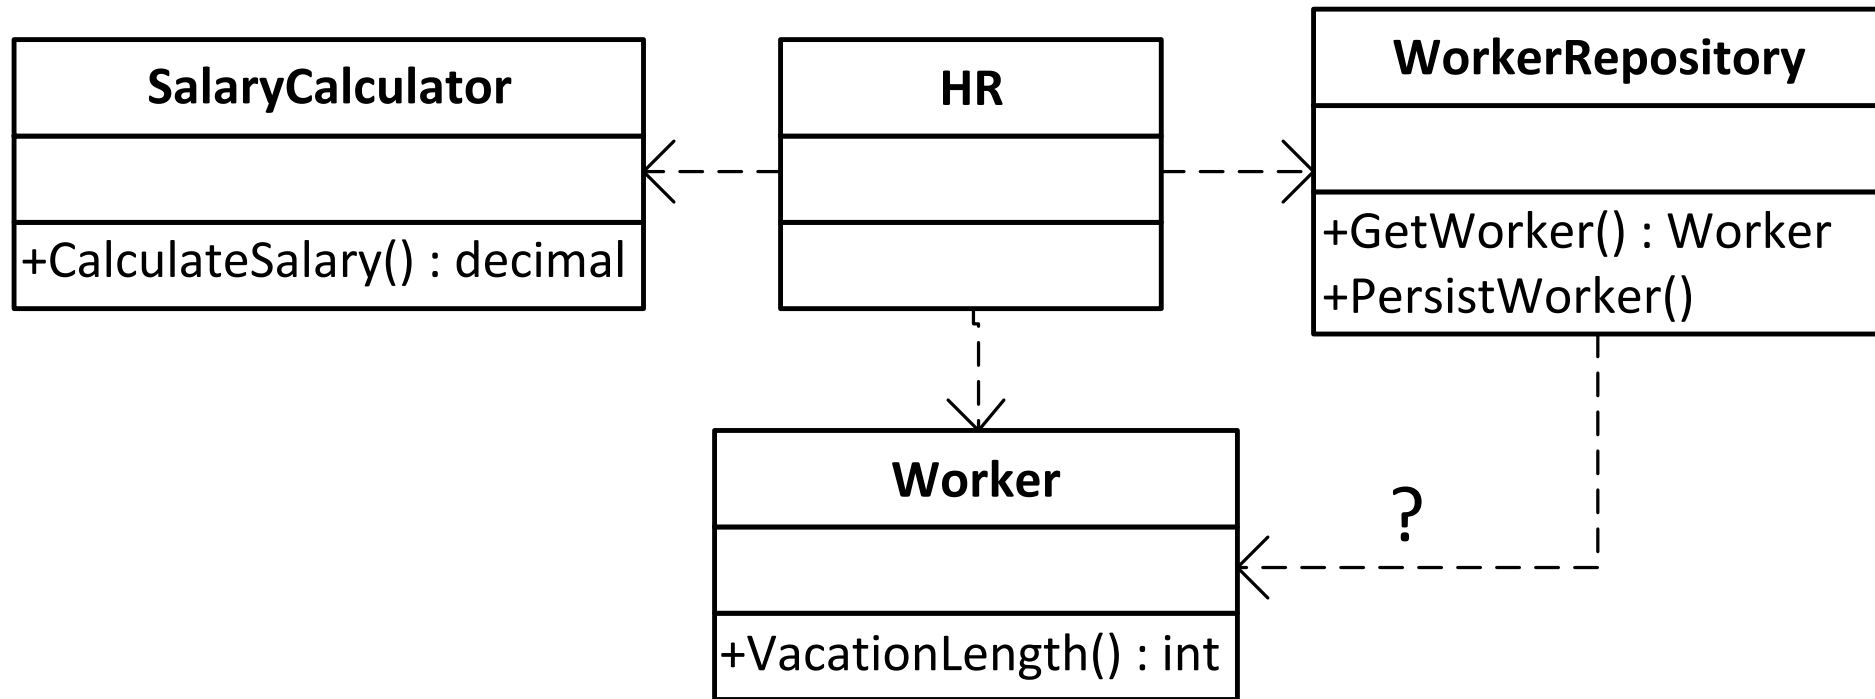 SalaryCalculator
+CalculateSalary() : decimal
HR
WorkerRepository
+GetWorker() : Worker
+PersistWorker()
Worker
+VacationLength() : int
?